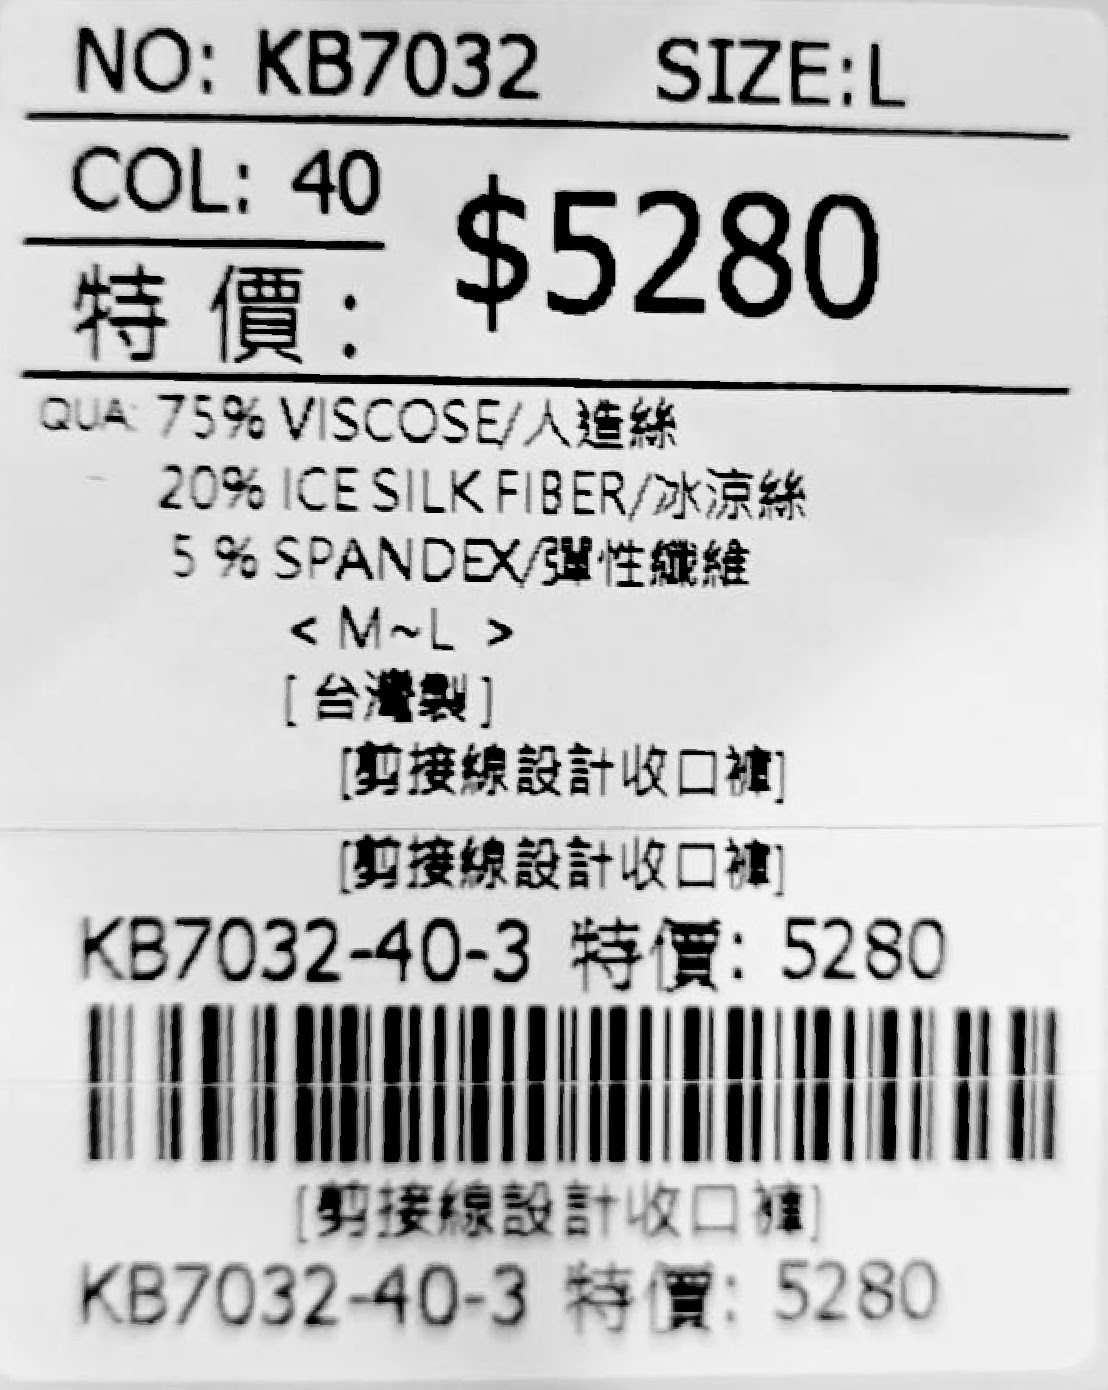 NO: KB7032 SIZE:L
COL: 40
$5280
特價:
QUA: 75% VISCOSE/人造絲
20% ICE SILK FIBER/冰涼絲
5 % SPANDEX/彈性纖維
< M~L >
[ 台灣製 ]
[剪接線設計收口褲]
[剪接線設計收口褲]
KB7032-40-3 特價: 5280
[剪接線設計收口褲]
KB7032-40-3 特價: 5280